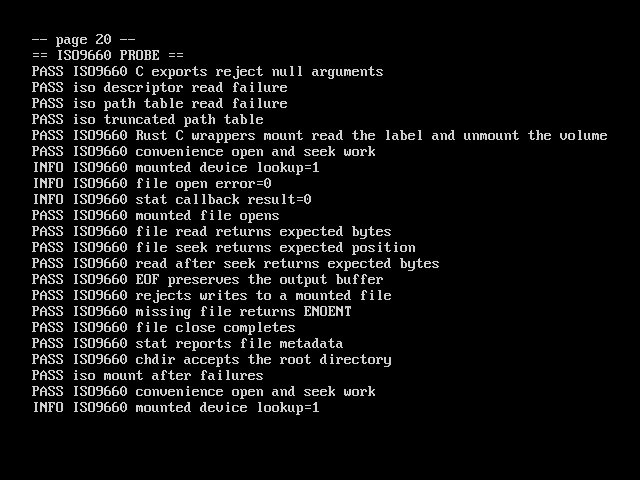 -- page 20 --
== ISO9660 PROBE ==
PASS ISO9660 C exports reject null arguments
PASS iso descriptor read failure
PASS iso path table read failure
PASS iso truncated path table
PASS ISO9660 Rust C wrappers mount read the label and unmount the volume
PASS ISO9660 convenience open and seek work
INFO ISO9660 mounted device lookup=1
INFO ISO9660 file open error=0
INFO ISO9660 stat callback result=0
PASS ISO9660 mounted file opens
PASS ISO9660 file read returns expected bytes
PASS ISO9660 file seek returns expected position
PASS ISO9660 read after seek returns expected bytes
PASS ISO9660 EOF preserves the output buffer
PASS ISO9660 rejects writes to a mounted file
PASS ISO9660 missing file returns ENOENT
PASS ISO9660 file close completes
PASS ISO9660 stat reports file metadata
PASS ISO9660 chdir accepts the root directory
PASS iso mount after failures
PASS ISO9660 convenience open and seek work
INFO ISO9660 mounted device lookup=1